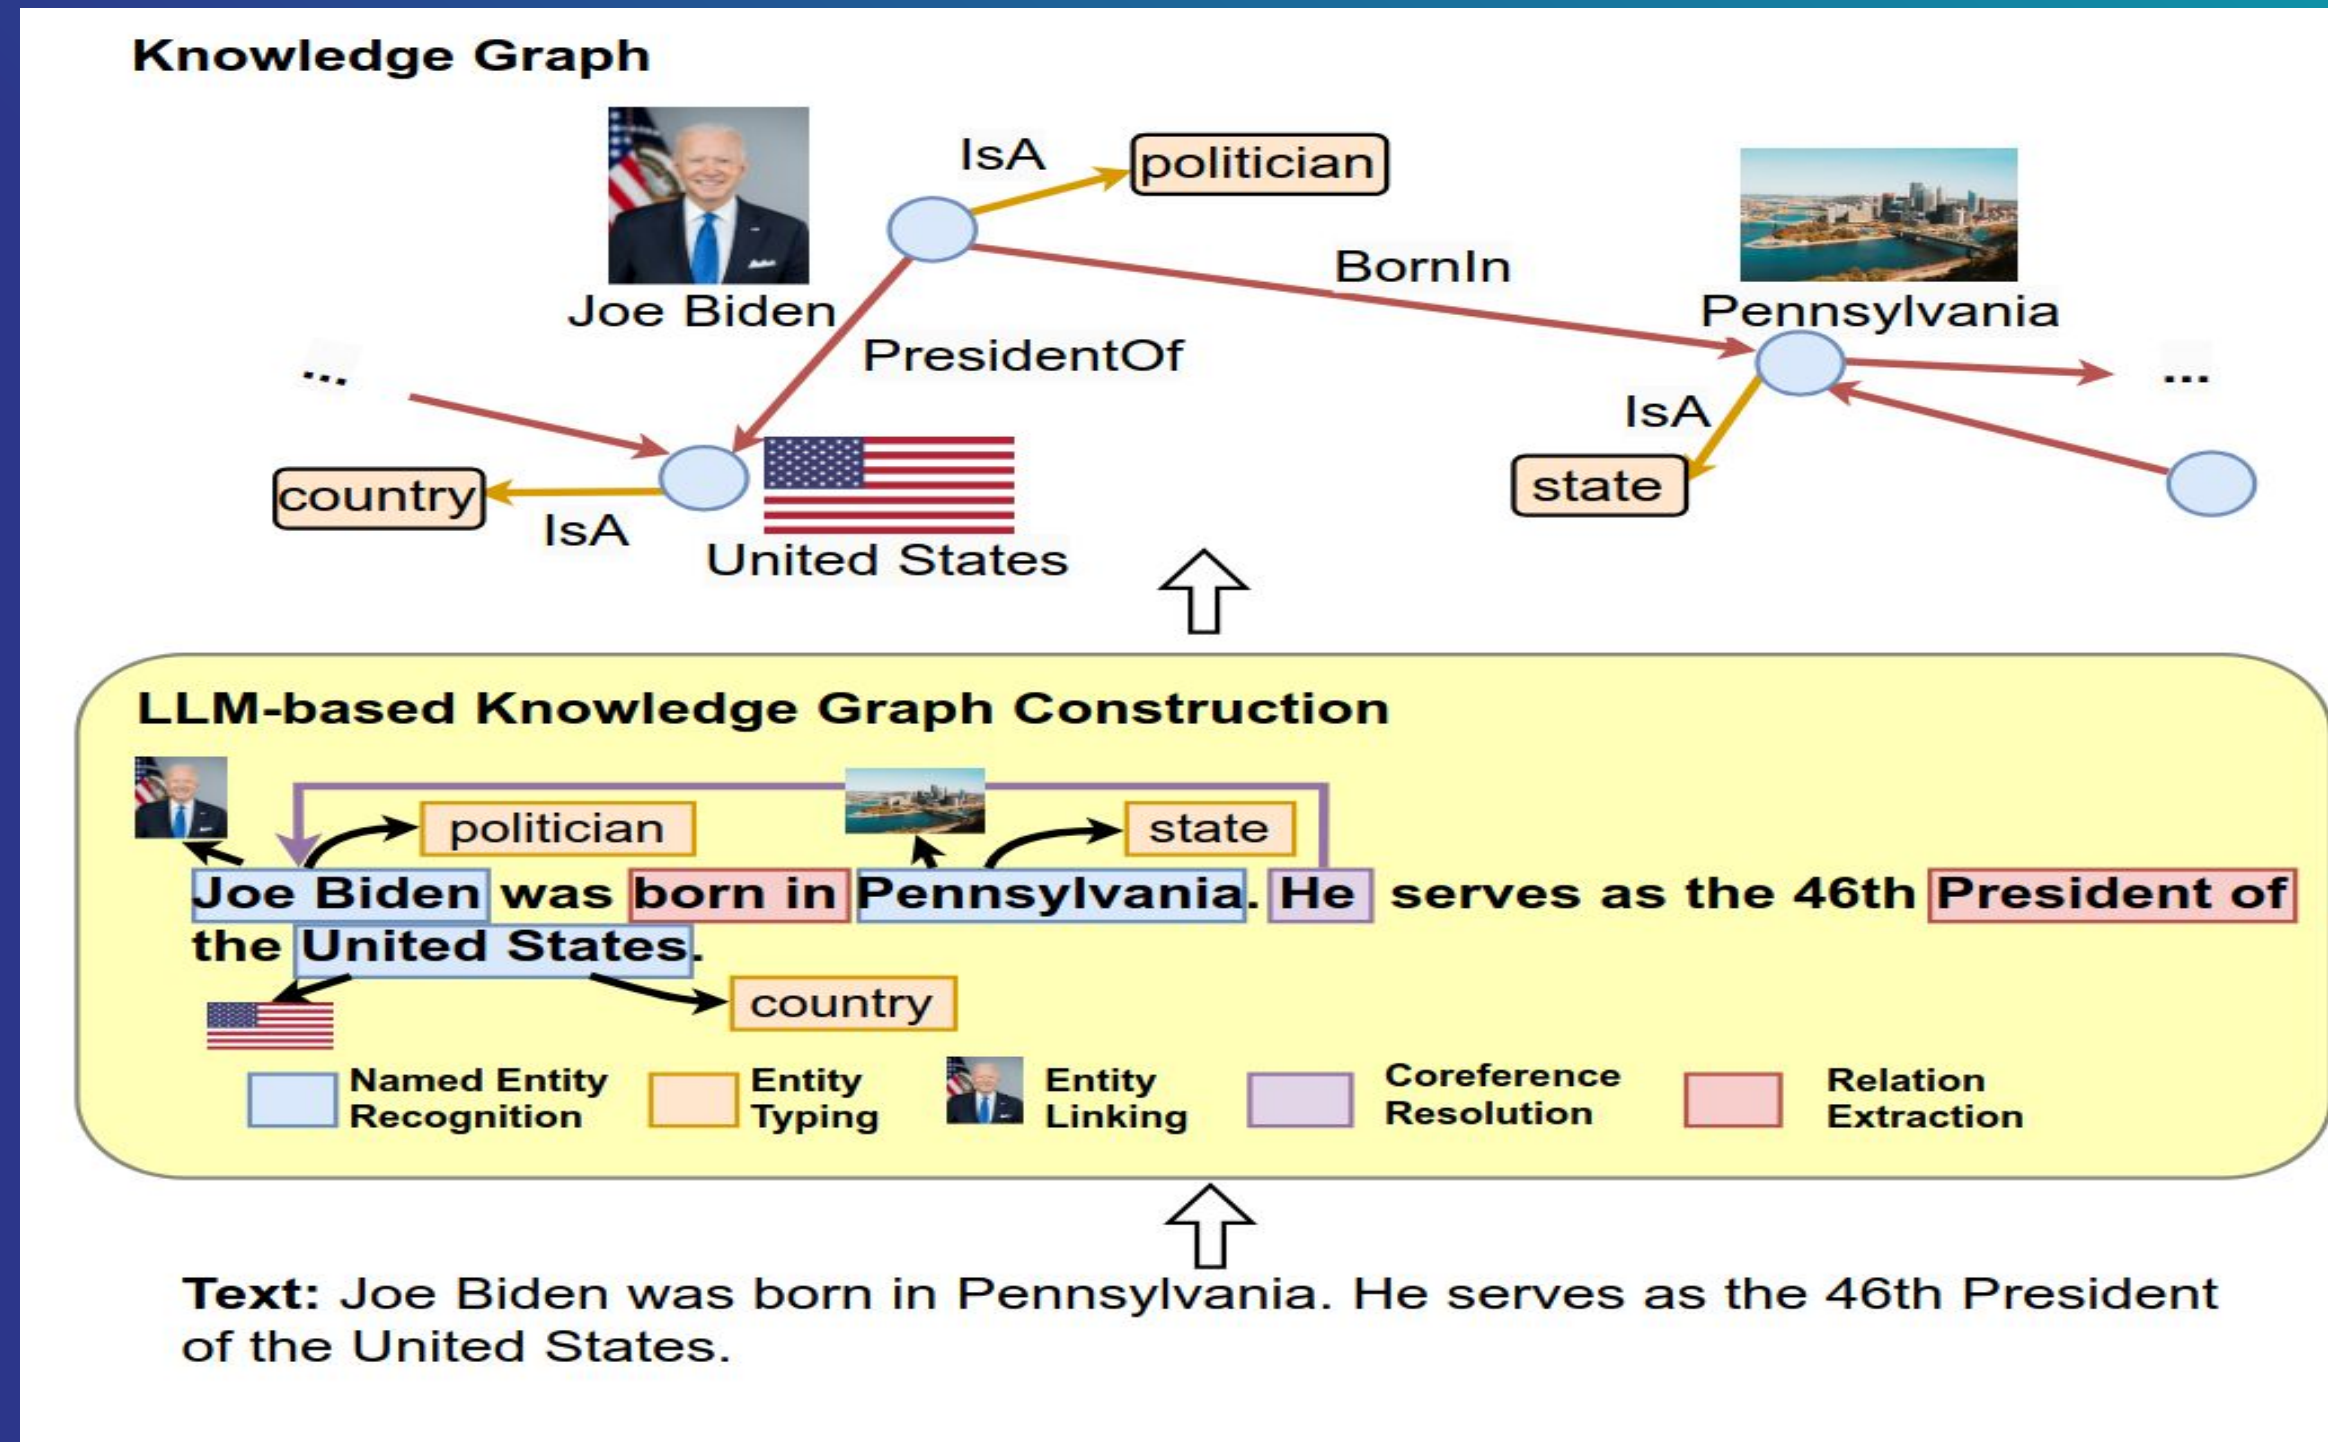 Knowledge Graph
IsA
politician
BornIn
Joe Biden
Pennsylvania
PresidentOf
...
...
IsA
country
state
IsA
United States
LLM-based Knowledge Graph Construction
politician
state
Joe Biden was born in Pennsylvania. He serves as the 46th President of
the United States.
country
Named Entity
Recognition
Entity
Typing
Entity
Linking
Coreference
Resolution
Relation
Extraction
Text: Joe Biden was born in Pennsylvania. He serves as the 46th President
of the United States.